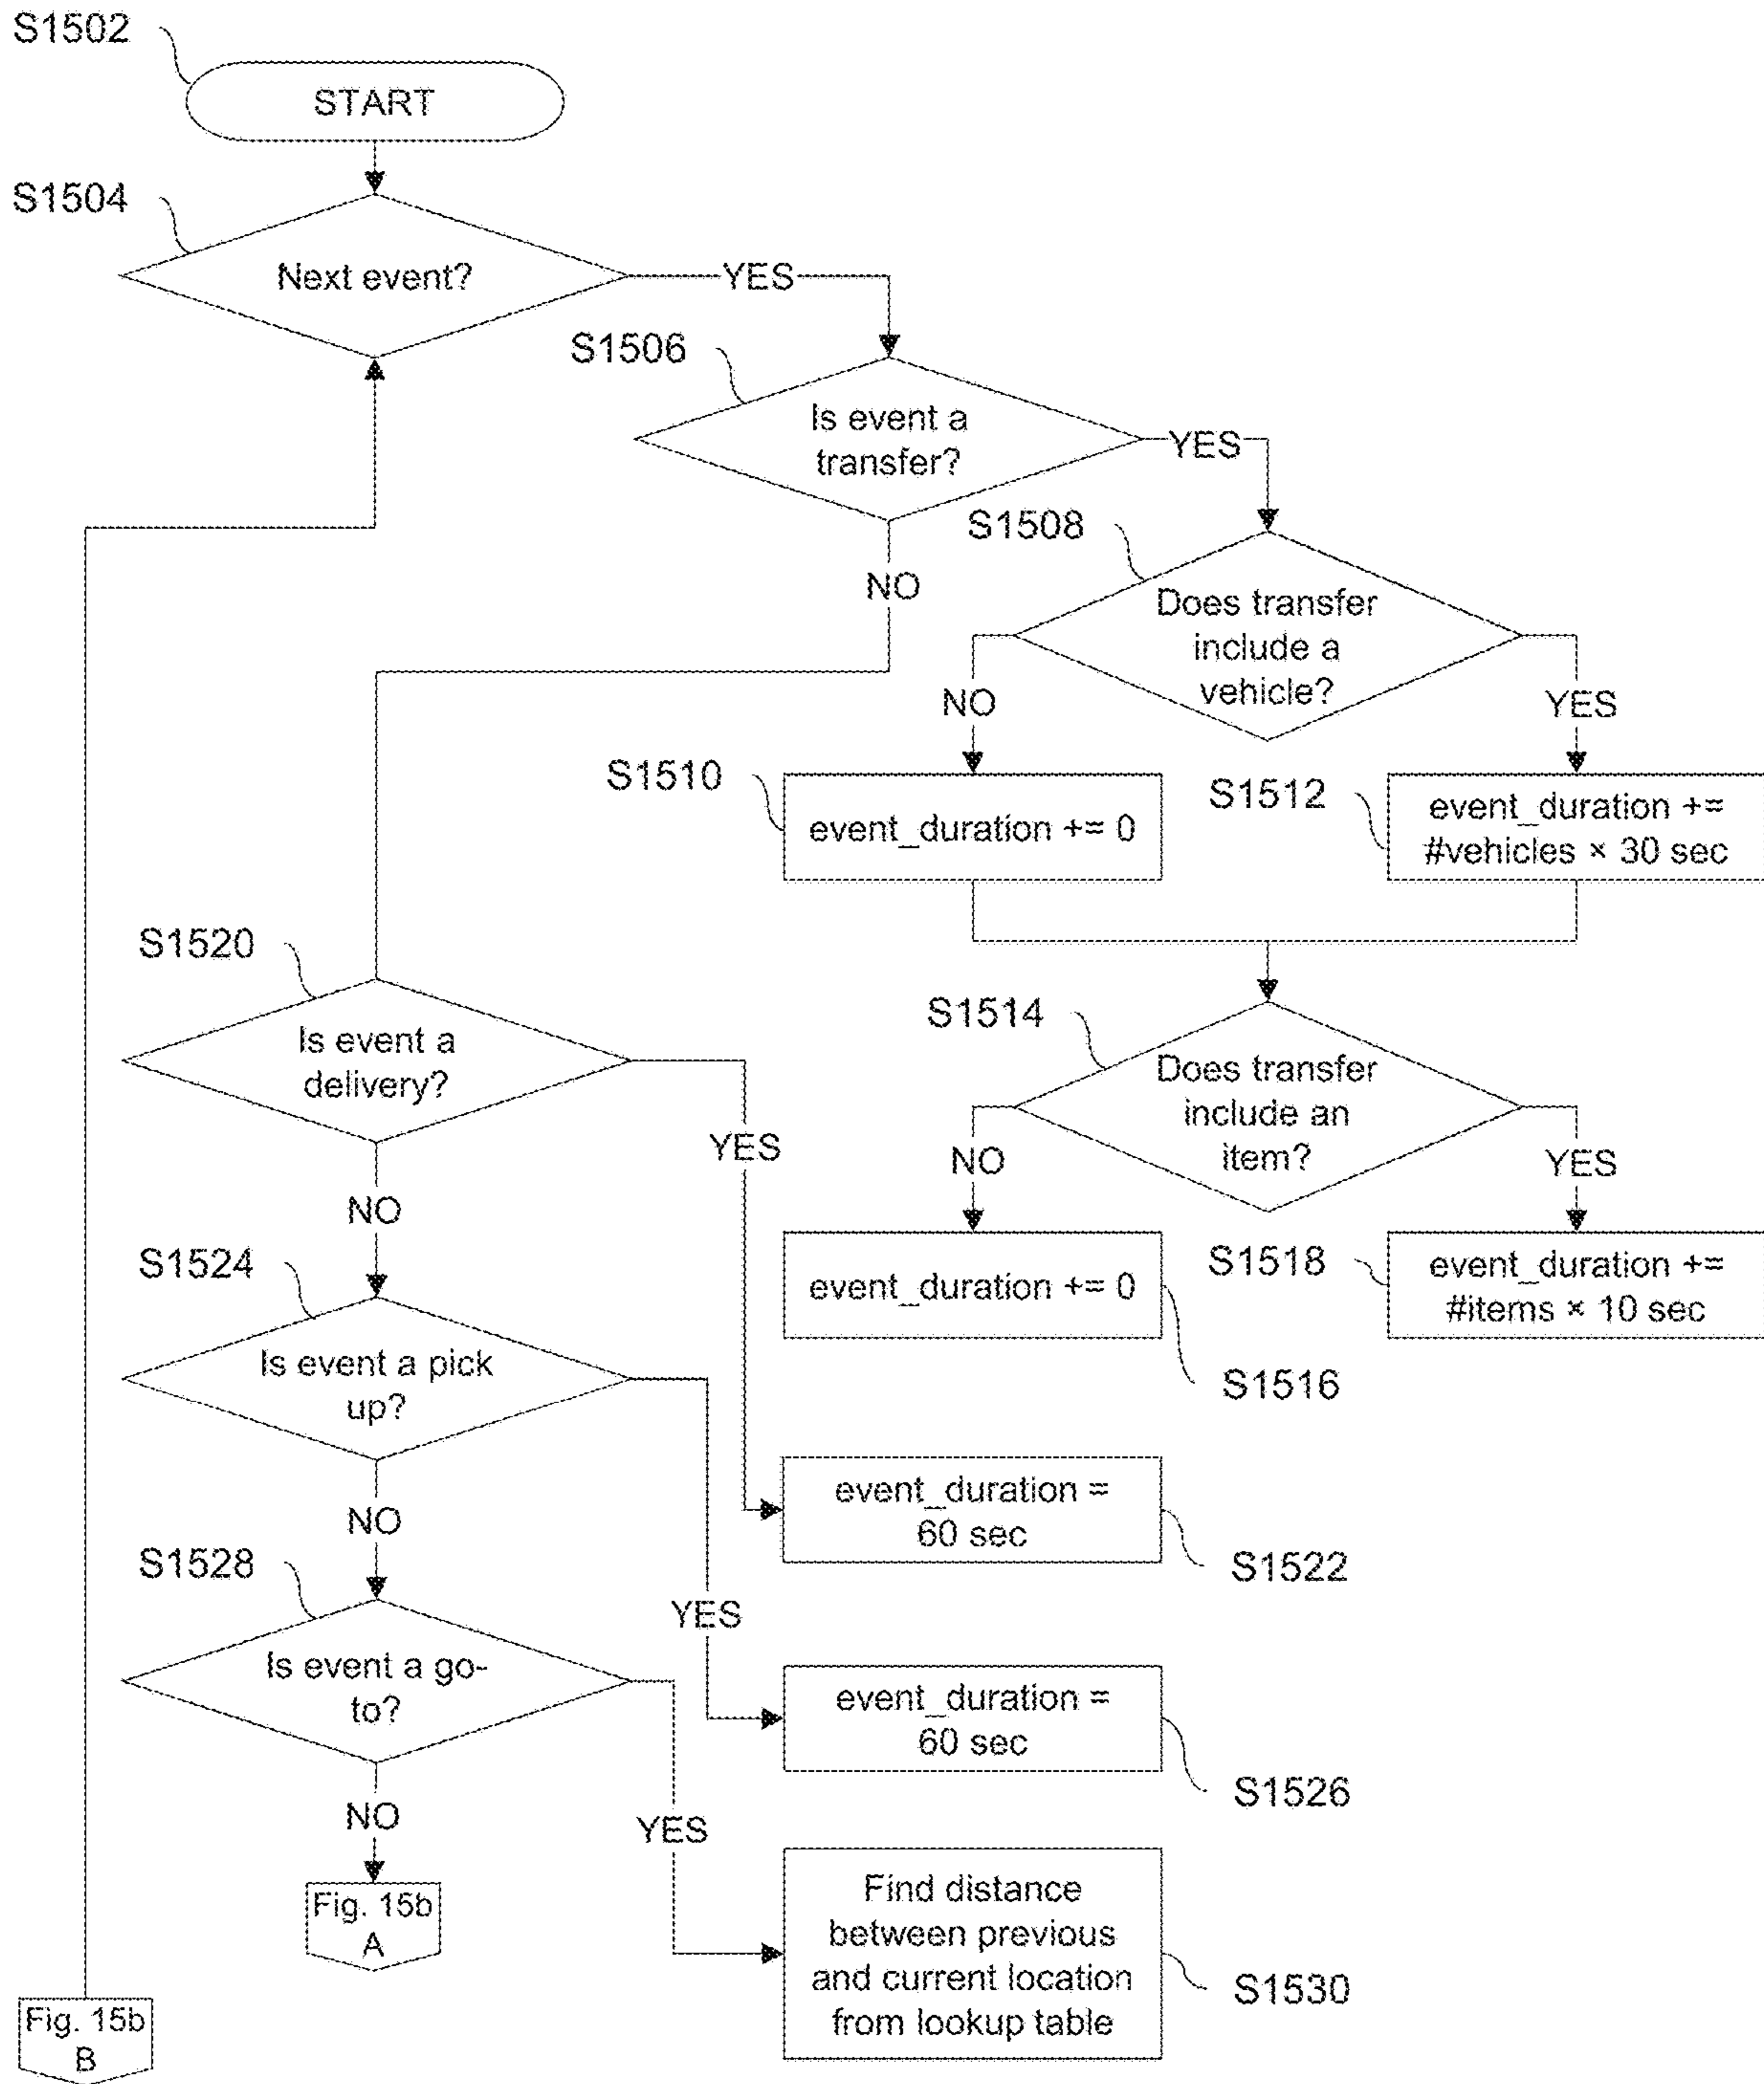 S1502
START
S1504
Next event?
YES
S1506
Is event a
transfer?
YES
NO
S1508
Does transfer
include a
vehicle?
NO
YES
S1510
event_duration += 0
S1512
event_duration +=
#vehicles × 30 sec
S1520
Is event a
delivery?
YES
NO
S1514
Does transfer
include an
item?
NO
YES
event_duration += 0
S1516
S1518
event_duration +=
#items × 10 sec
S1524
Is event a pick
up?
YES
NO
event_duration =
60 sec
S1522
S1528
Is event a go-
to?
YES
NO
event_duration =
60 sec
S1526
Fig. 15b
A
Find distance
between previous
and current location
from lookup table
S1530
Fig. 15b
B